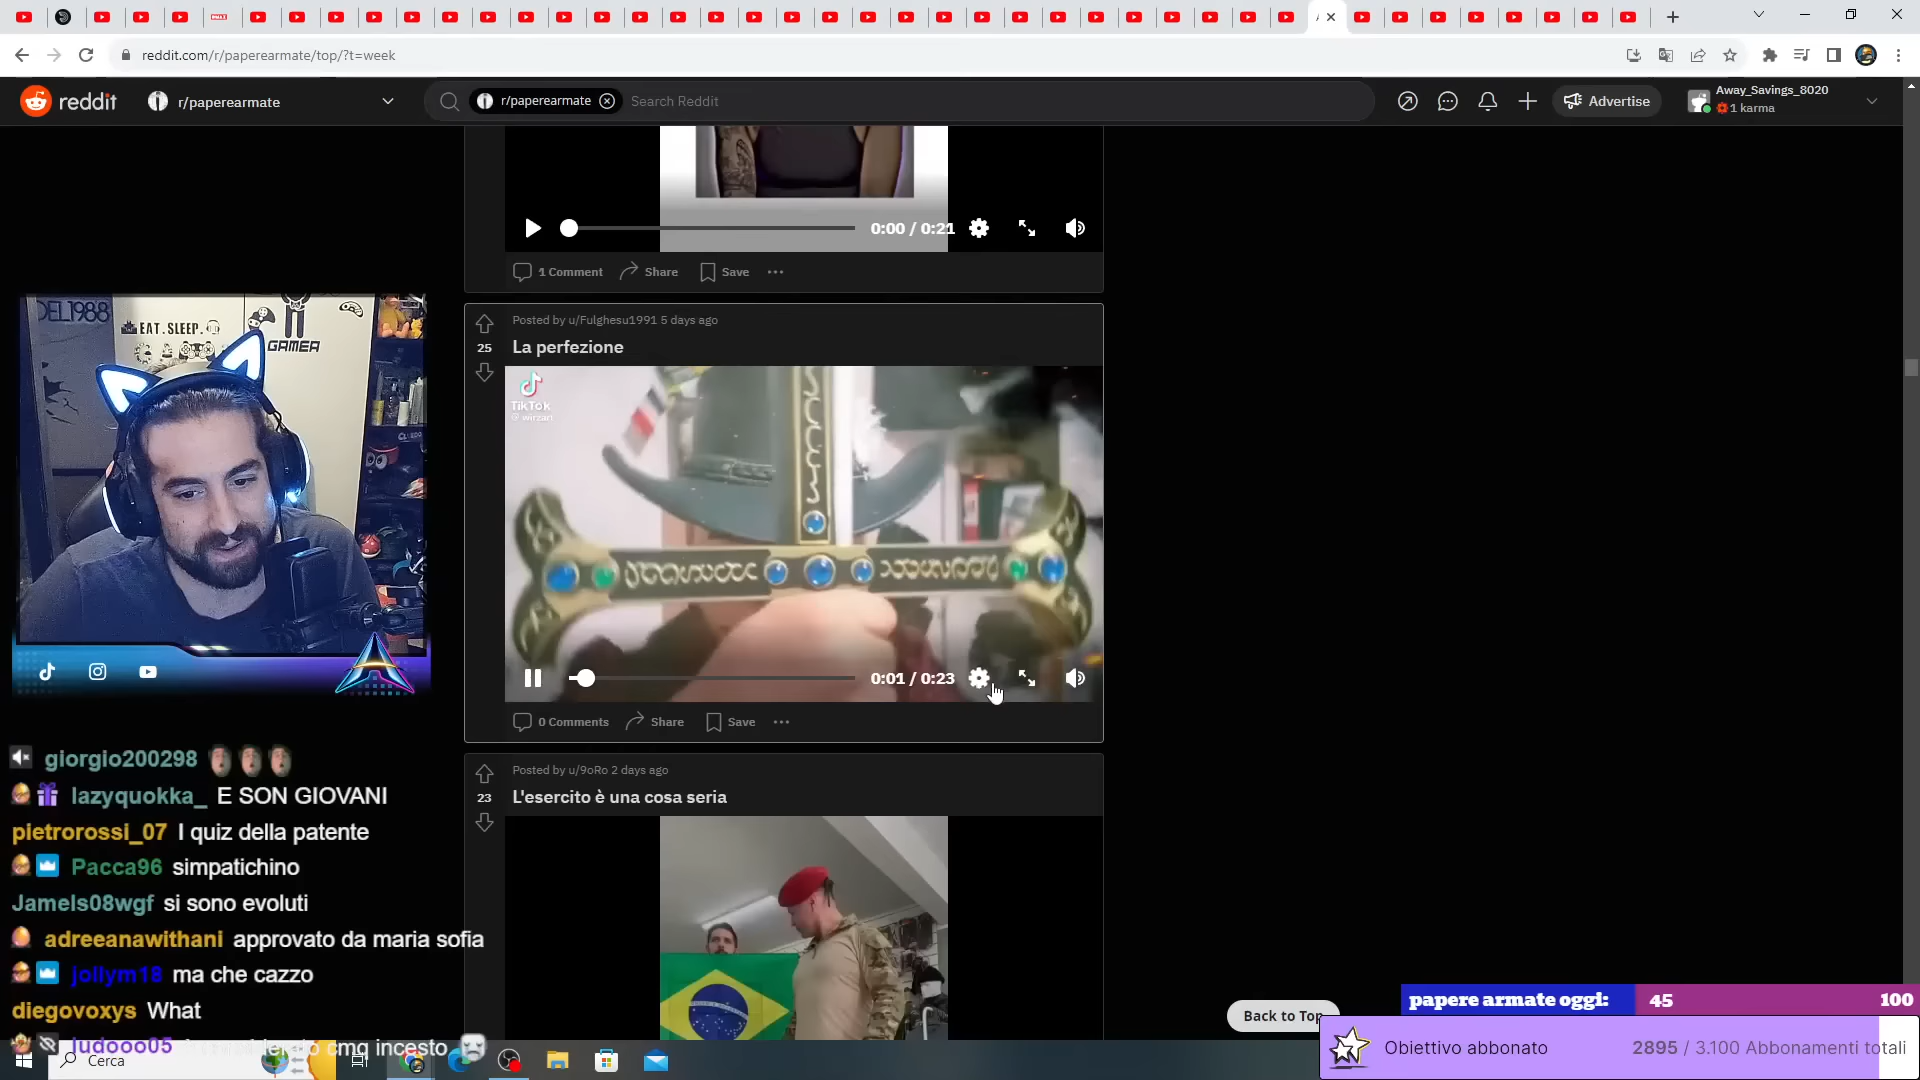 reddit.com/r/paperearmate/top/?t=week
reddit
r/paperearmate
r/paperearmate
Search Reddit
Advertise
Away_Savings_8020
1 karma
0:00 / 0:21
1 Comment
Share
Save
Posted by u/Fulghesu1991 5 days ago
25
La perfezione
TikTok
0:01 / 0:23
0 Comments
Share
Save
Posted by u/9oRo 2 days ago
23
L'esercito è una cosa seria
Back to Top
DEL1988
EAT.SLEEP.
GAMER
giorgio200298
lazyquokka_ E SON GIOVANI
pietrorossi_07 I quiz della patente
Pacca96 simpatichino
Jamels08wgf si sono evoluti
adreeanawithani approvato da maria sofia
jollym18 ma che cazzo
diegovoxys What
ludooo05 cmq incesto
Cerca
papere armate oggi: 45 100
Obiettivo abbonato 2895 / 3.100 Abbonamenti totali